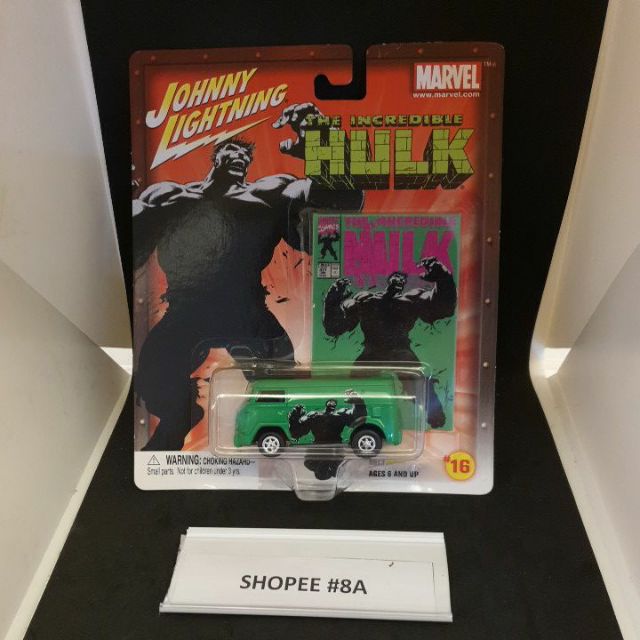 JOHNNY
LIGHTNING
MARVEL
www.marvel.com
THE INCREDIBLE
HULK
THE INCREDIBLE
HULK
WARNING: CHOKING HAZARD–
Small parts. Not for children under 3 yrs.
AGES 6 AND UP
#16
SHOPEE #8A